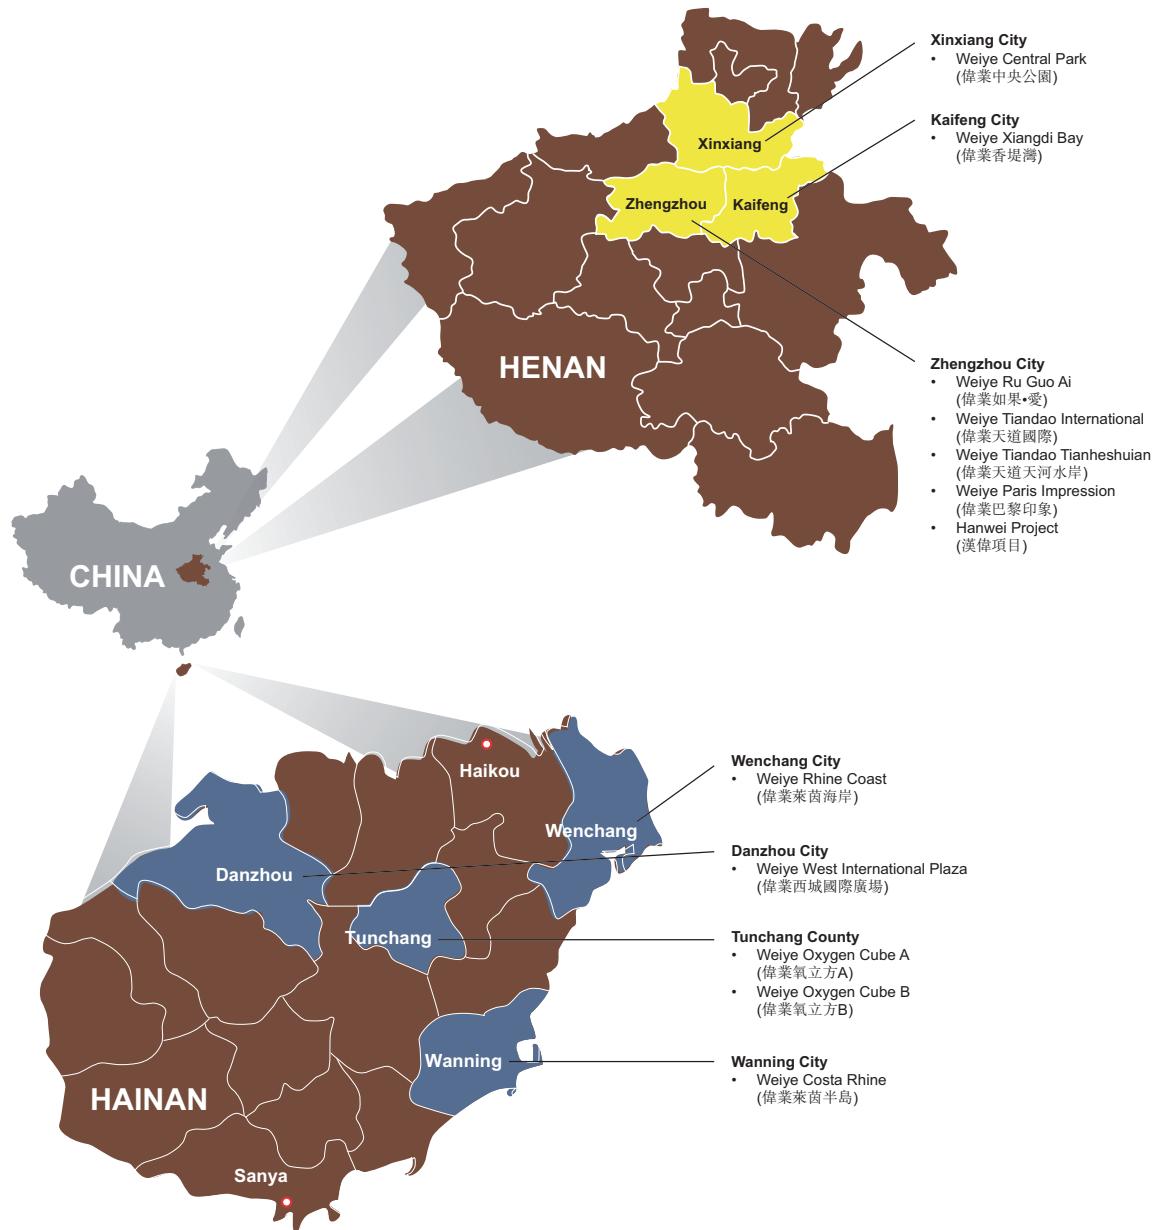 Xinxiang City
• Weiye Central Park
(偉業中央公園)
Kaifeng City
• Weiye Xiangdi Bay
(偉業香堤灣)
Xinxiang
Zhengzhou
Kaifeng
HENAN
Zhengzhou City
• Weiye Ru Guo Ai
(偉業如果•愛)
• Weiye Tiandao International
(偉業天道國際)
• Weiye Tiandao Tianheshuian
(偉業天道天河水岸)
• Weiye Paris Impression
(偉業巴黎印象)
• Hanwei Project
(漢偉項目)
CHINA
Haikou
Wenchang
Danzhou
Tunchang
Wanning
HAINAN
Sanya
Wenchang City
• Weiye Rhine Coast
(偉業萊茵海岸)
Danzhou City
• Weiye West International Plaza
(偉業西城國際廣場)
Tunchang County
• Weiye Oxygen Cube A
(偉業氧立方A)
• Weiye Oxygen Cube B
(偉業氧立方B)
Wanning City
• Weiye Costa Rhine
(偉業萊茵半島)